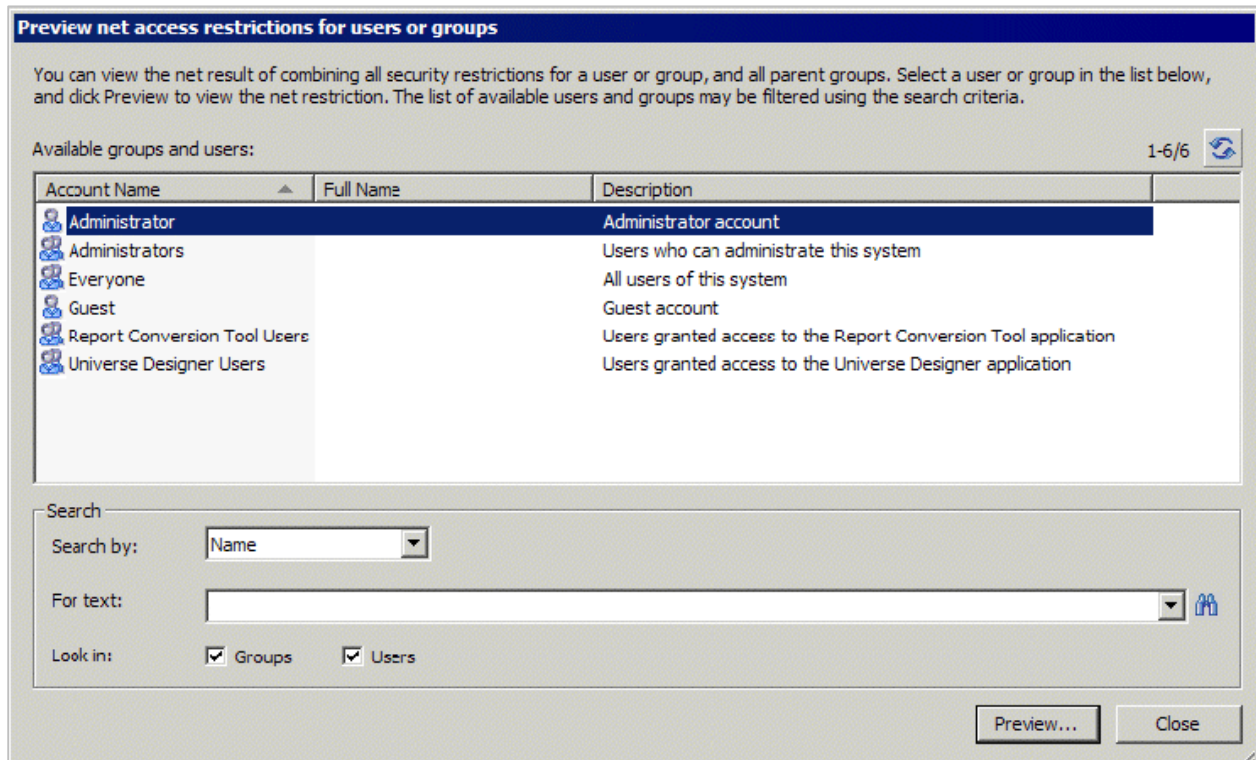 Preview net access restrictions for users or groups
You can view the net result of combining all security restrictions for a user or group, and all parent groups. Select a user or group in the list below,
and click Preview to view the net restriction. The list of available users and groups may be filtered using the search criteria.
Available groups and users: 1-6/6
Account Name Full Name Description
Administrator Administrator account
Administrators Users who can administrate this system
Everyone All users of this system
Guest Guest account
Report Conversion Tool Users Users granted access to the Report Conversion Tool application
Universe Designer Users Users granted access to the Universe Designer application
Search
Search by: Name
For text:
Look in: Groups Users
Preview... Close